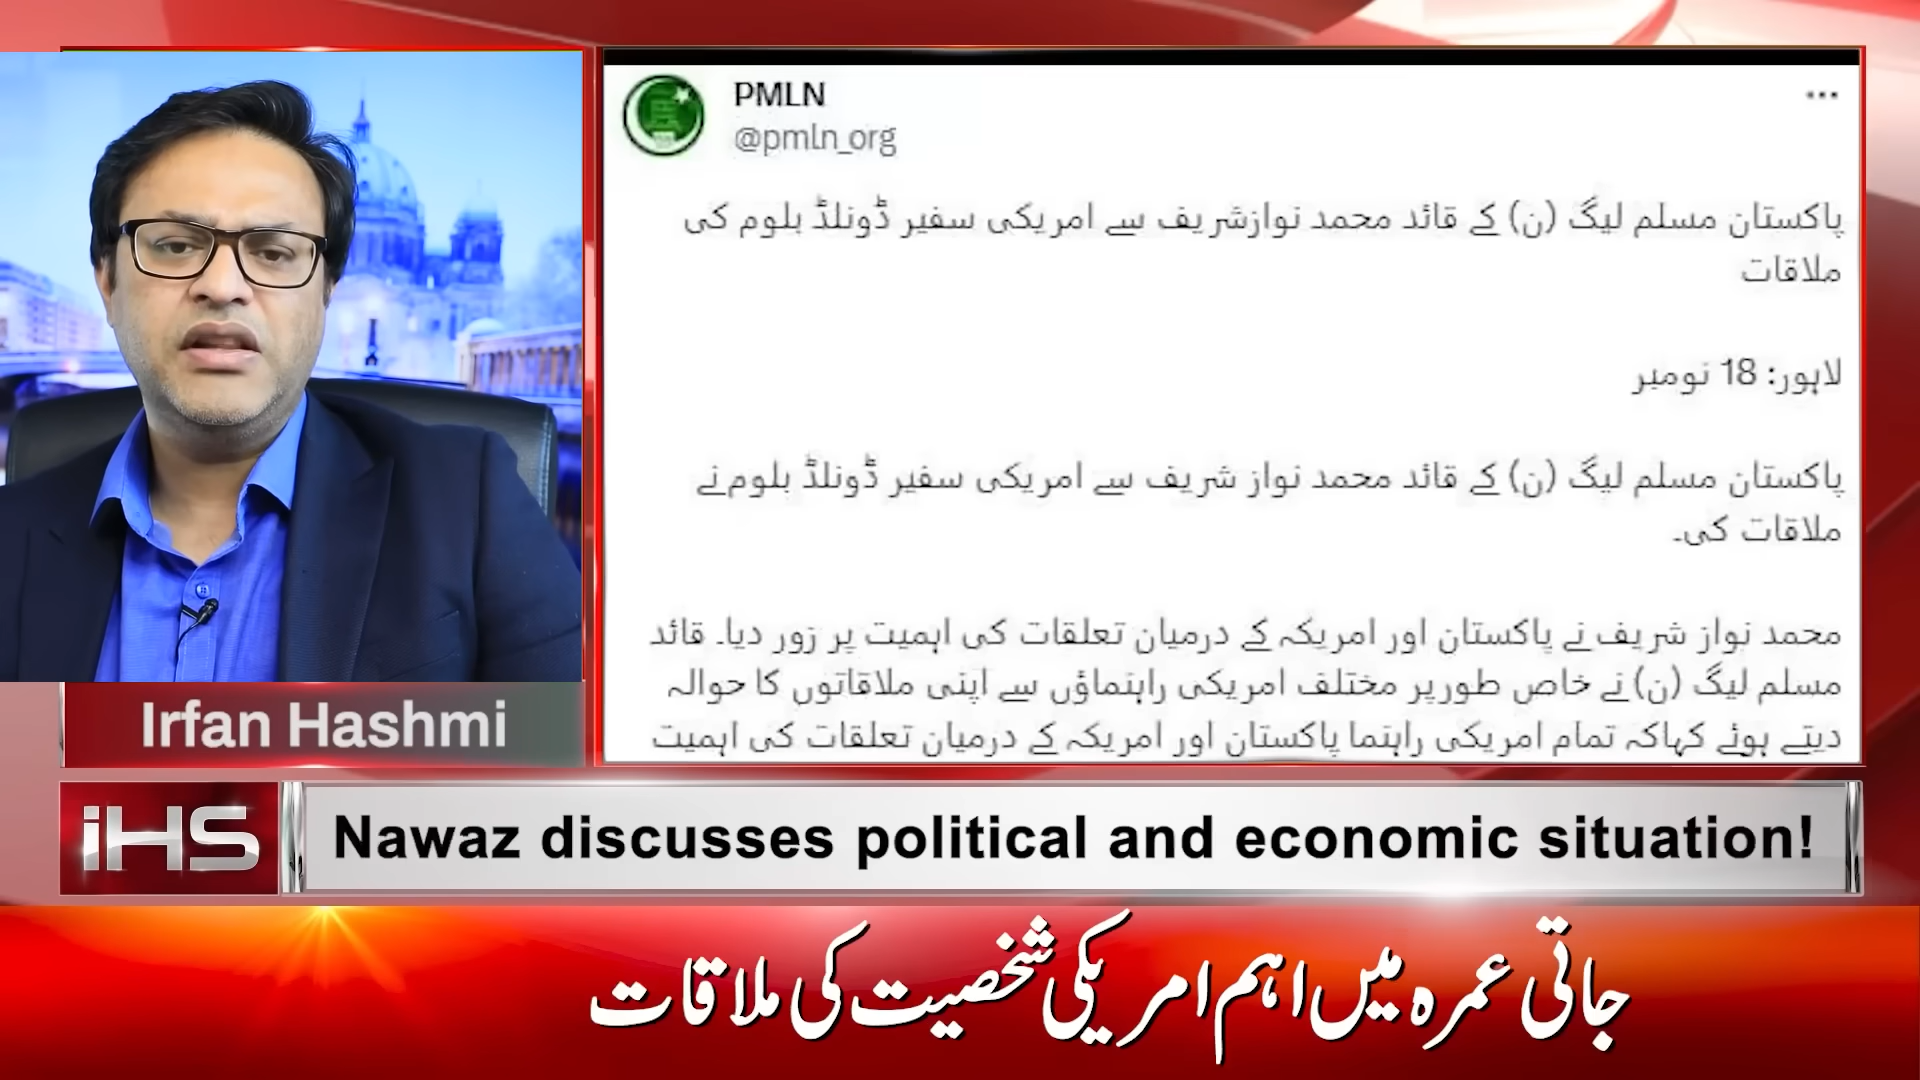 PMLN
@pmln_org
پاکستان مسلم لیگ (ن) کے قائد محمد نوازشریف سے امریکی سفیر ڈونلڈ بلوم کی
ملاقات
لاہور: 18 نومبر
پاکستان مسلم لیگ (ن) کے قائد محمد نواز شریف سے امریکی سفیر ڈونلڈ بلوم نے
ملاقات کی۔
محمد نواز شریف نے پاکستان اور امریکہ کے درمیان تعلقات کی اہمیت پر زور دیا۔ قائد
مسلم لیگ (ن) نے خاص طورپر مختلف امریکی راہنماؤں سے اپنی ملاقاتوں کا حوالہ
دیتے ہوئے کہاکہ تمام امریکی راہنما پاکستان اور امریکہ کے درمیان تعلقات کی اہمیت
Irfan Hashmi
iHS
Nawaz discusses political and economic situation!
جاتی عمرہ میں اہم امریکی شخصیت کی ملاقات